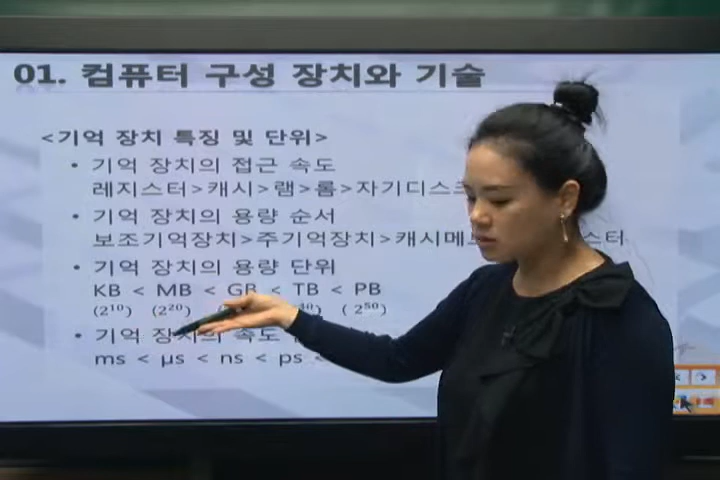 01. 컴퓨터 구성 장치와 기술
<기억 장치 특징 및 단위>
• 기억 장치의 접근 속도
레지스터>캐시>램>롬>자기디스크
• 기억 장치의 용량 순서
보조기억장치>주기억장치>캐시메 스터
• 기억 장치의 용량 단위
KB < MB < GB < TB < PB
(2¹⁰) (2²⁰) (2⁵⁰)
• 기억 장치의 속도
ms < μs < ns < ps <